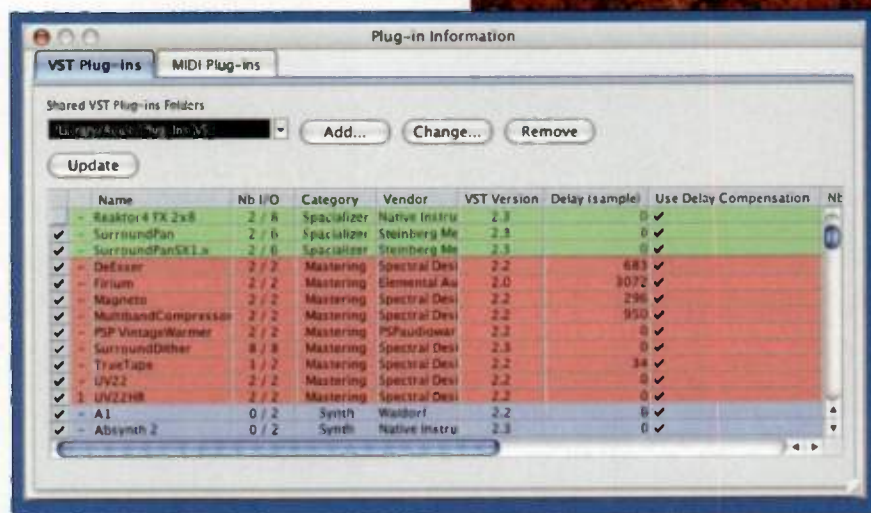 Plug-in Information
VST Plug-ins MIDI Plug-ins
Shared VST Plug-ins Folders
Add... Change... Remove
Update
Name Nb I/O Category Vendor VST Version Delay (sample) Use Delay Compensation Nb
- Reaktor4 FX 2x8 2 / 8 Spacializer Native Instru 2.3 0 ✔
✔ - SurroundPan 2 / 6 Spacializer Steinberg Me 2.3 0 ✔
✔ - SurroundPanSX1.x 2 / 6 Spacializer Steinberg Me 2.3 0 ✔
✔ - DeEsser 2 / 2 Mastering Spectral Desi 2.2 683 ✔
✔ - Firium 2 / 2 Mastering Elemental Au 2.0 3072 ✔
✔ - Magneto 2 / 2 Mastering Spectral Desi 2.2 296 ✔
✔ - MultibandCompressor 2 / 2 Mastering Spectral Desi 2.2 950 ✔
✔ - PSP VintageWarmer 2 / 2 Mastering PSPaudiowar 2.2 0 ✔
✔ - SurroundDither 8 / 8 Mastering Spectral Desi 2.3 0 ✔
✔ - TrueTape 1 / 2 Mastering Spectral Desi 2.2 34 ✔
✔ - UV22 2 / 2 Mastering Spectral Desi 2.2 0 ✔
✔ 1 UV22HR 2 / 2 Mastering Spectral Desi 2.2 0 ✔
✔ - A1 0 / 2 Synth Waldorf 2.2 0 ✔
✔ - Absynth 2 0 / 2 Synth Native Instru 2.3 0 ✔